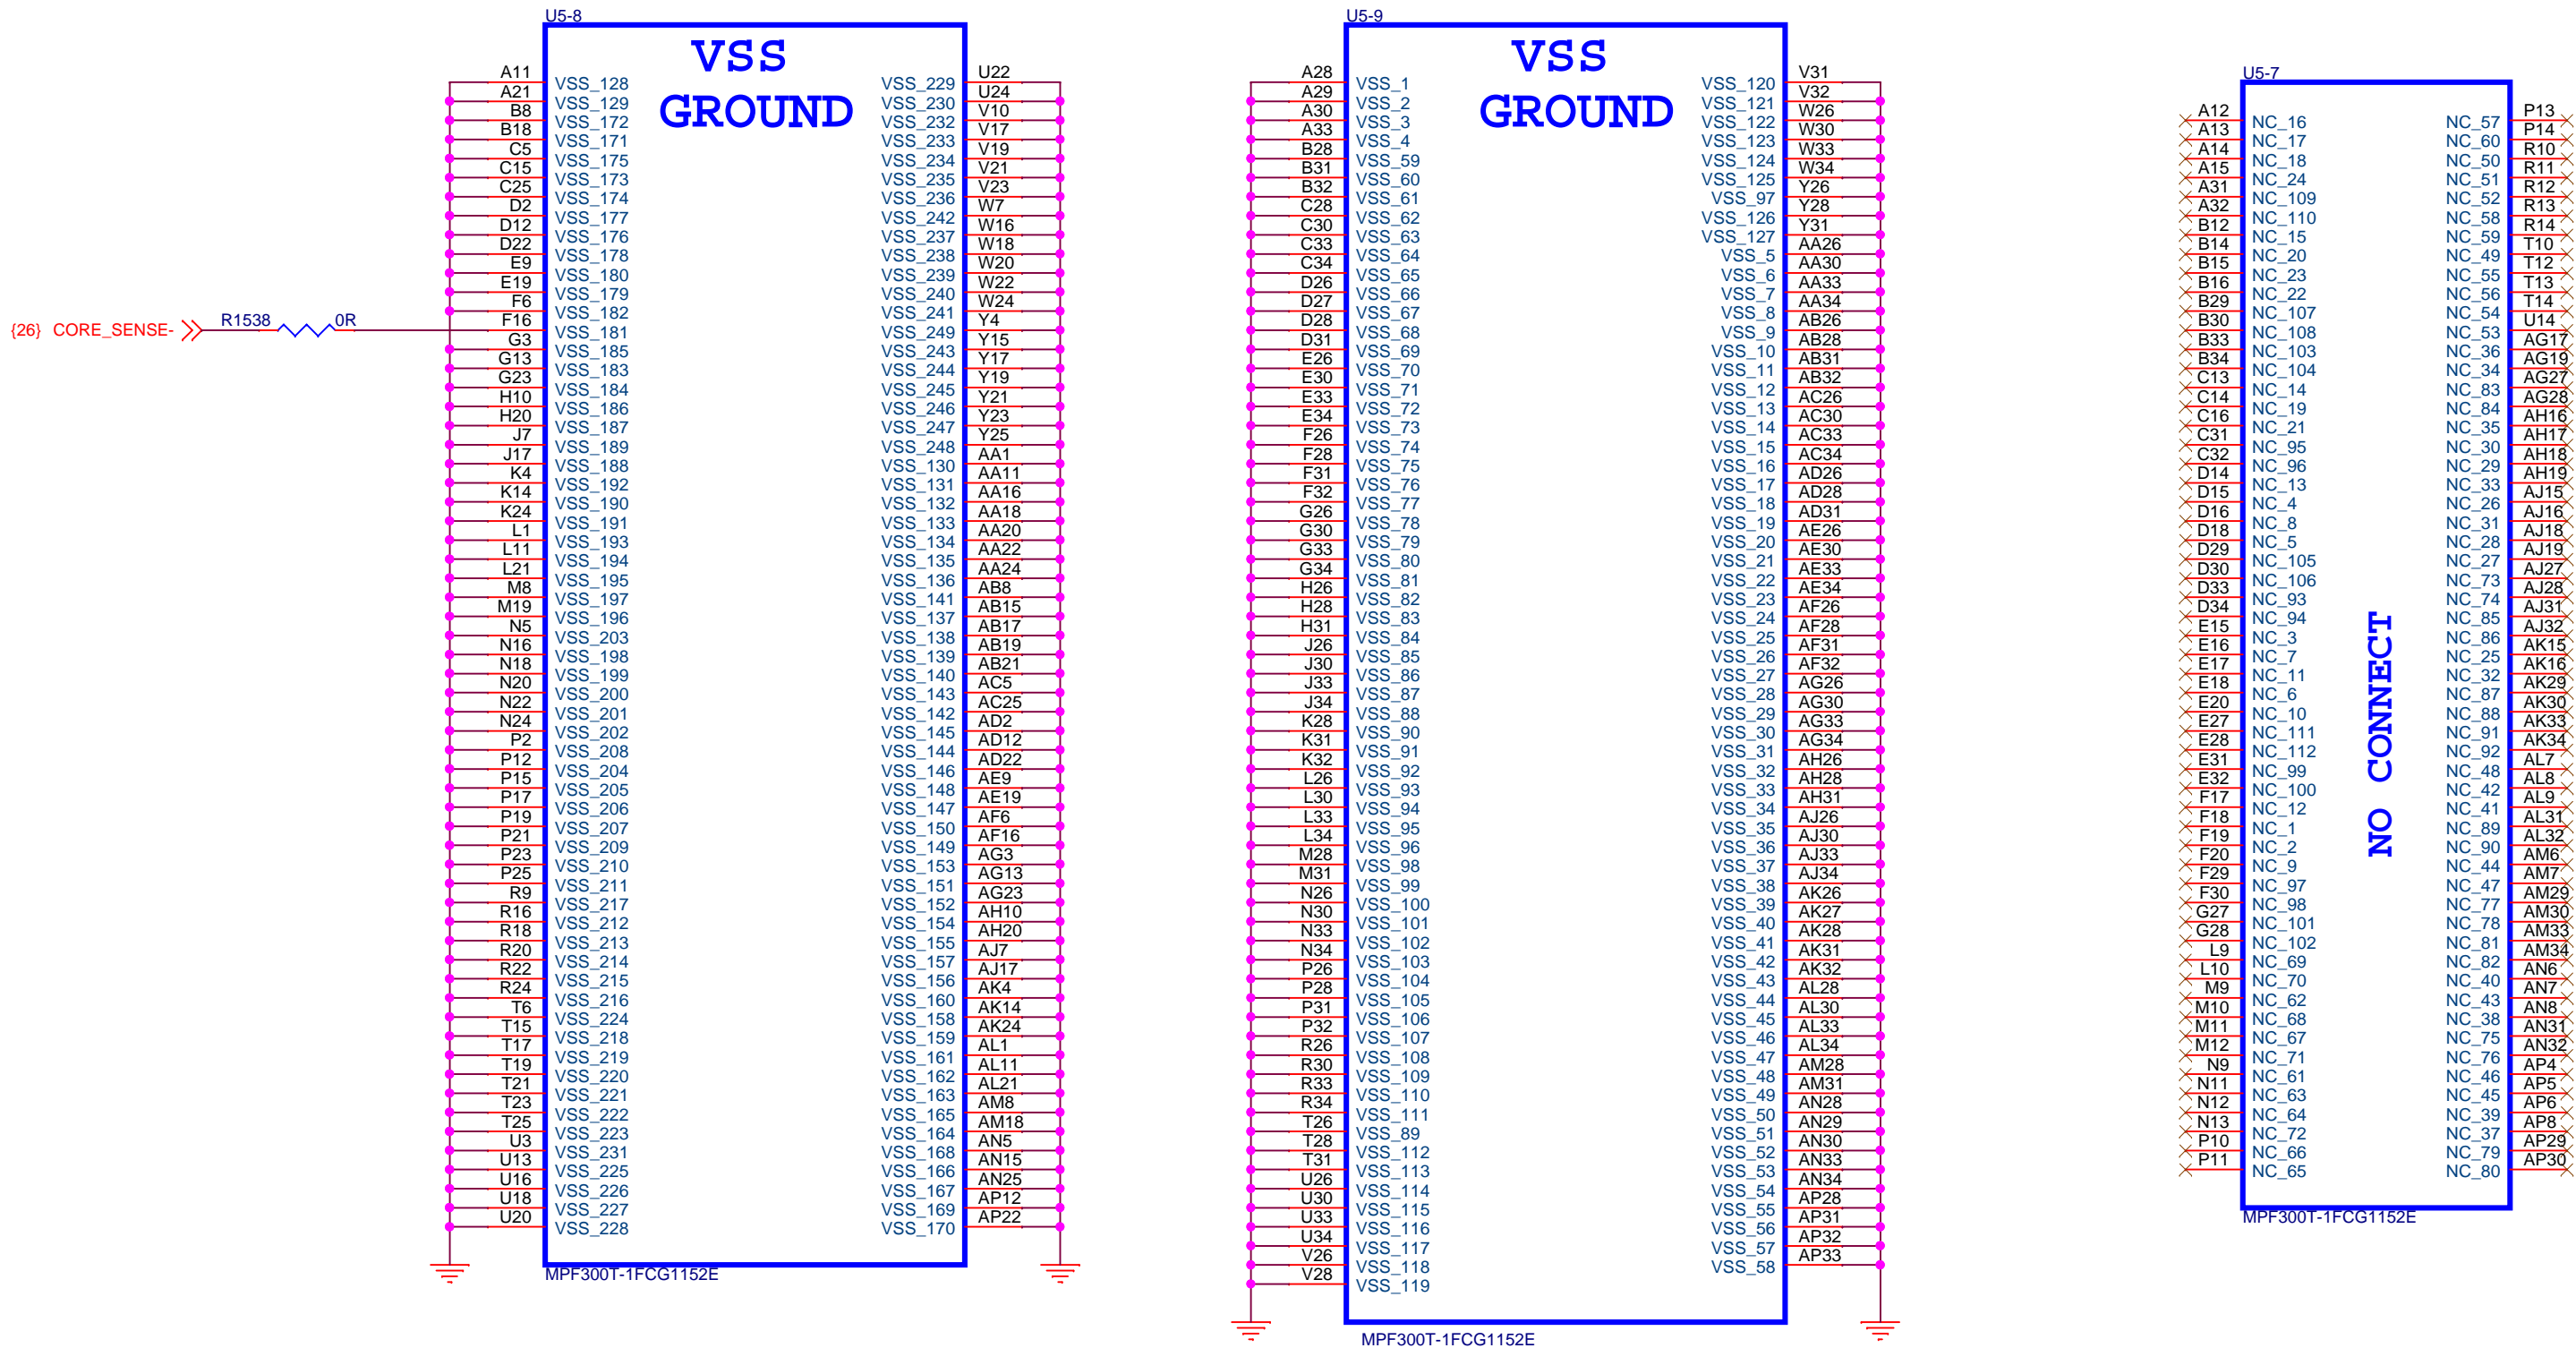 U5-8
VSS
GROUND
A11 VSS_128 VSS_229 U22
A21 VSS_129 VSS_230 U24
B8 VSS_172 VSS_232 V10
B18 VSS_171 VSS_233 V17
C5 VSS_175 VSS_234 V19
C15 VSS_173 VSS_235 V21
C25 VSS_174 VSS_236 V23
D2 VSS_177 VSS_242 W7
D12 VSS_176 VSS_237 W16
D22 VSS_178 VSS_238 W18
E9 VSS_180 VSS_239 W20
E19 VSS_179 VSS_240 W22
F6 VSS_182 VSS_241 W24
{26} CORE_SENSE- R1538 0R F16 VSS_181 VSS_249 Y4
G3 VSS_185 VSS_243 Y15
G13 VSS_183 VSS_244 Y17
G23 VSS_184 VSS_245 Y19
H10 VSS_186 VSS_246 Y21
H20 VSS_187 VSS_247 Y23
J7 VSS_189 VSS_248 Y25
J17 VSS_188 VSS_130 AA1
K4 VSS_192 VSS_131 AA11
K14 VSS_190 VSS_132 AA16
K24 VSS_191 VSS_133 AA18
L1 VSS_193 VSS_134 AA20
L11 VSS_194 VSS_135 AA22
L21 VSS_195 VSS_136 AA24
M8 VSS_197 VSS_141 AB8
M19 VSS_196 VSS_137 AB15
N5 VSS_203 VSS_138 AB17
N16 VSS_198 VSS_139 AB19
N18 VSS_199 VSS_140 AB21
N20 VSS_200 VSS_143 AC5
N22 VSS_201 VSS_142 AC25
N24 VSS_202 VSS_145 AD2
P2 VSS_208 VSS_144 AD12
P12 VSS_204 VSS_146 AD22
P15 VSS_205 VSS_148 AE9
P17 VSS_206 VSS_147 AE19
P19 VSS_207 VSS_150 AF6
P21 VSS_209 VSS_149 AF16
P23 VSS_210 VSS_153 AG3
P25 VSS_211 VSS_151 AG13
R9 VSS_217 VSS_152 AG23
R16 VSS_212 VSS_154 AH10
R18 VSS_213 VSS_155 AH20
R20 VSS_214 VSS_157 AJ7
R22 VSS_215 VSS_156 AJ17
R24 VSS_216 VSS_160 AK4
T6 VSS_224 VSS_158 AK14
T15 VSS_218 VSS_159 AK24
T17 VSS_219 VSS_161 AL1
T19 VSS_220 VSS_162 AL11
T21 VSS_221 VSS_163 AL21
T23 VSS_222 VSS_165 AM8
T25 VSS_223 VSS_164 AM18
U3 VSS_231 VSS_168 AN5
U13 VSS_225 VSS_166 AN15
U16 VSS_226 VSS_167 AN25
U18 VSS_227 VSS_169 AP12
U20 VSS_228 VSS_170 AP22
MPF300T-1FCG1152E
U5-9
VSS
GROUND
A28 VSS_1 VSS_120 V31
A29 VSS_2 VSS_121 V32
A30 VSS_3 VSS_122 W26
A33 VSS_4 VSS_123 W30
B28 VSS_59 VSS_124 W33
B31 VSS_60 VSS_125 W34
B32 VSS_61 VSS_97 Y26
C28 VSS_62 VSS_126 Y28
C30 VSS_63 VSS_127 Y31
C33 VSS_64 VSS_5 AA26
C34 VSS_65 VSS_6 AA30
D26 VSS_66 VSS_7 AA33
D27 VSS_67 VSS_8 AA34
D28 VSS_68 VSS_9 AB26
D31 VSS_69 VSS_10 AB28
E26 VSS_70 VSS_11 AB31
E30 VSS_71 VSS_12 AB32
E33 VSS_72 VSS_13 AC26
E34 VSS_73 VSS_14 AC30
F26 VSS_74 VSS_15 AC33
F28 VSS_75 VSS_16 AC34
F31 VSS_76 VSS_17 AD26
F32 VSS_77 VSS_18 AD28
G26 VSS_78 VSS_19 AD31
G30 VSS_79 VSS_20 AE26
G33 VSS_80 VSS_21 AE30
G34 VSS_81 VSS_22 AE33
H26 VSS_82 VSS_23 AE34
H28 VSS_83 VSS_24 AF26
H31 VSS_84 VSS_25 AF28
J26 VSS_85 VSS_26 AF31
J30 VSS_86 VSS_27 AF32
J33 VSS_87 VSS_28 AG26
J34 VSS_88 VSS_29 AG30
K28 VSS_90 VSS_30 AG33
K31 VSS_91 VSS_31 AG34
K32 VSS_92 VSS_32 AH26
L26 VSS_93 VSS_33 AH28
L30 VSS_94 VSS_34 AH31
L33 VSS_95 VSS_35 AJ26
L34 VSS_96 VSS_36 AJ30
M28 VSS_98 VSS_37 AJ33
M31 VSS_99 VSS_38 AJ34
N26 VSS_100 VSS_39 AK26
N30 VSS_101 VSS_40 AK27
N33 VSS_102 VSS_41 AK28
N34 VSS_103 VSS_42 AK31
P26 VSS_104 VSS_43 AK32
P28 VSS_105 VSS_44 AL28
P31 VSS_106 VSS_45 AL30
P32 VSS_107 VSS_46 AL33
R26 VSS_108 VSS_47 AL34
R30 VSS_109 VSS_48 AM28
R33 VSS_110 VSS_49 AM31
R34 VSS_111 VSS_50 AN28
T26 VSS_89 VSS_51 AN29
T28 VSS_112 VSS_52 AN30
T31 VSS_113 VSS_53 AN33
U26 VSS_114 VSS_54 AN34
U30 VSS_115 VSS_55 AP28
U33 VSS_116 VSS_56 AP31
U34 VSS_117 VSS_57 AP32
V26 VSS_118 VSS_58 AP33
V28 VSS_119
MPF300T-1FCG1152E
U5-7
NO CONNECT
A12 NC_16 NC_57 P13
A13 NC_17 NC_60 P14
A14 NC_18 NC_50 R10
A15 NC_24 NC_51 R11
A31 NC_109 NC_52 R12
A32 NC_110 NC_58 R13
B12 NC_15 NC_59 R14
B14 NC_20 NC_49 T10
B15 NC_23 NC_55 T12
B16 NC_22 NC_56 T13
B29 NC_107 NC_54 T14
B30 NC_108 NC_53 U14
B33 NC_103 NC_36 AG17
B34 NC_104 NC_34 AG19
C13 NC_14 NC_83 AG27
C14 NC_19 NC_84 AG28
C16 NC_21 NC_35 AH16
C31 NC_95 NC_30 AH17
C32 NC_96 NC_29 AH18
D14 NC_13 NC_33 AH19
D15 NC_4 NC_26 AJ15
D16 NC_8 NC_31 AJ16
D18 NC_5 NC_28 AJ18
D29 NC_105 NC_27 AJ19
D30 NC_106 NC_73 AJ27
D33 NC_93 NC_74 AJ28
D34 NC_94 NC_85 AJ31
E15 NC_3 NC_86 AJ32
E16 NC_7 NC_25 AK15
E17 NC_11 NC_32 AK16
E18 NC_6 NC_87 AK29
E20 NC_10 NC_88 AK30
E27 NC_111 NC_91 AK33
E28 NC_112 NC_92 AK34
E31 NC_99 NC_48 AL7
E32 NC_100 NC_42 AL8
F17 NC_12 NC_41 AL9
F18 NC_1 NC_89 AL31
F19 NC_2 NC_90 AL32
F20 NC_9 NC_44 AM6
F29 NC_97 NC_47 AM7
F30 NC_98 NC_77 AM29
G27 NC_101 NC_78 AM30
G28 NC_102 NC_81 AM33
L9 NC_69 NC_82 AM34
L10 NC_70 NC_40 AN6
M9 NC_62 NC_43 AN7
M10 NC_68 NC_38 AN8
M11 NC_67 NC_75 AN31
M12 NC_71 NC_76 AN32
N9 NC_61 NC_46 AP4
N11 NC_63 NC_45 AP5
N12 NC_64 NC_39 AP6
N13 NC_72 NC_37 AP8
P10 NC_66 NC_79 AP29
P11 NC_65 NC_80 AP30
MPF300T-1FCG1152E